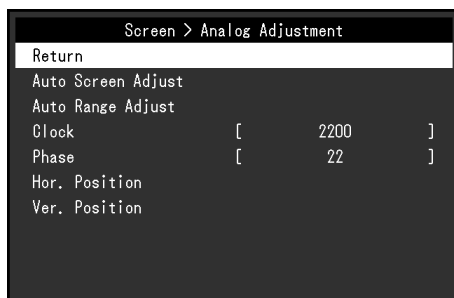 Screen > Analog Adjustment
Return
Auto Screen Adjust
Auto Range Adjust
Clock [ 2200 ]
Phase [ 22 ]
Hor. Position
Ver. Position